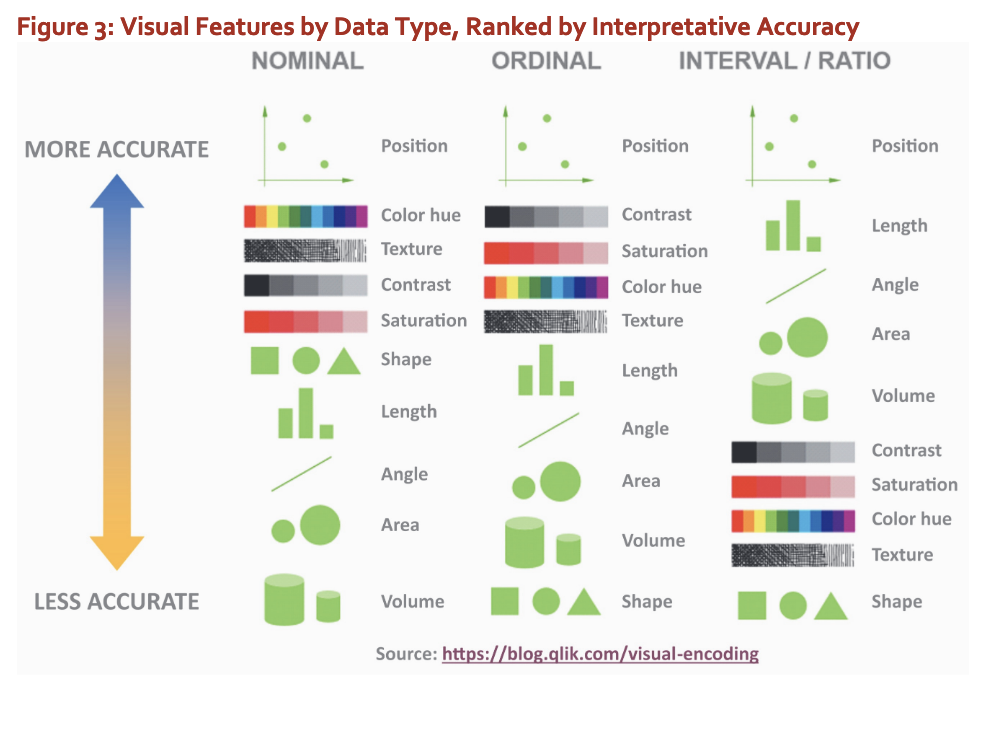 Figure 3: Visual Features by Data Type, Ranked by Interpretative Accuracy
NOMINAL
ORDINAL
INTERVAL / RATIO
MORE ACCURATE
LESS ACCURATE
Position
Color hue
Texture
Contrast
Saturation
Shape
Length
Angle
Area
Volume
Position
Contrast
Saturation
Color hue
Texture
Length
Angle
Area
Volume
Shape
Position
Length
Angle
Area
Volume
Contrast
Saturation
Color hue
Texture
Shape
Source: https://blog.qlik.com/visual-encoding